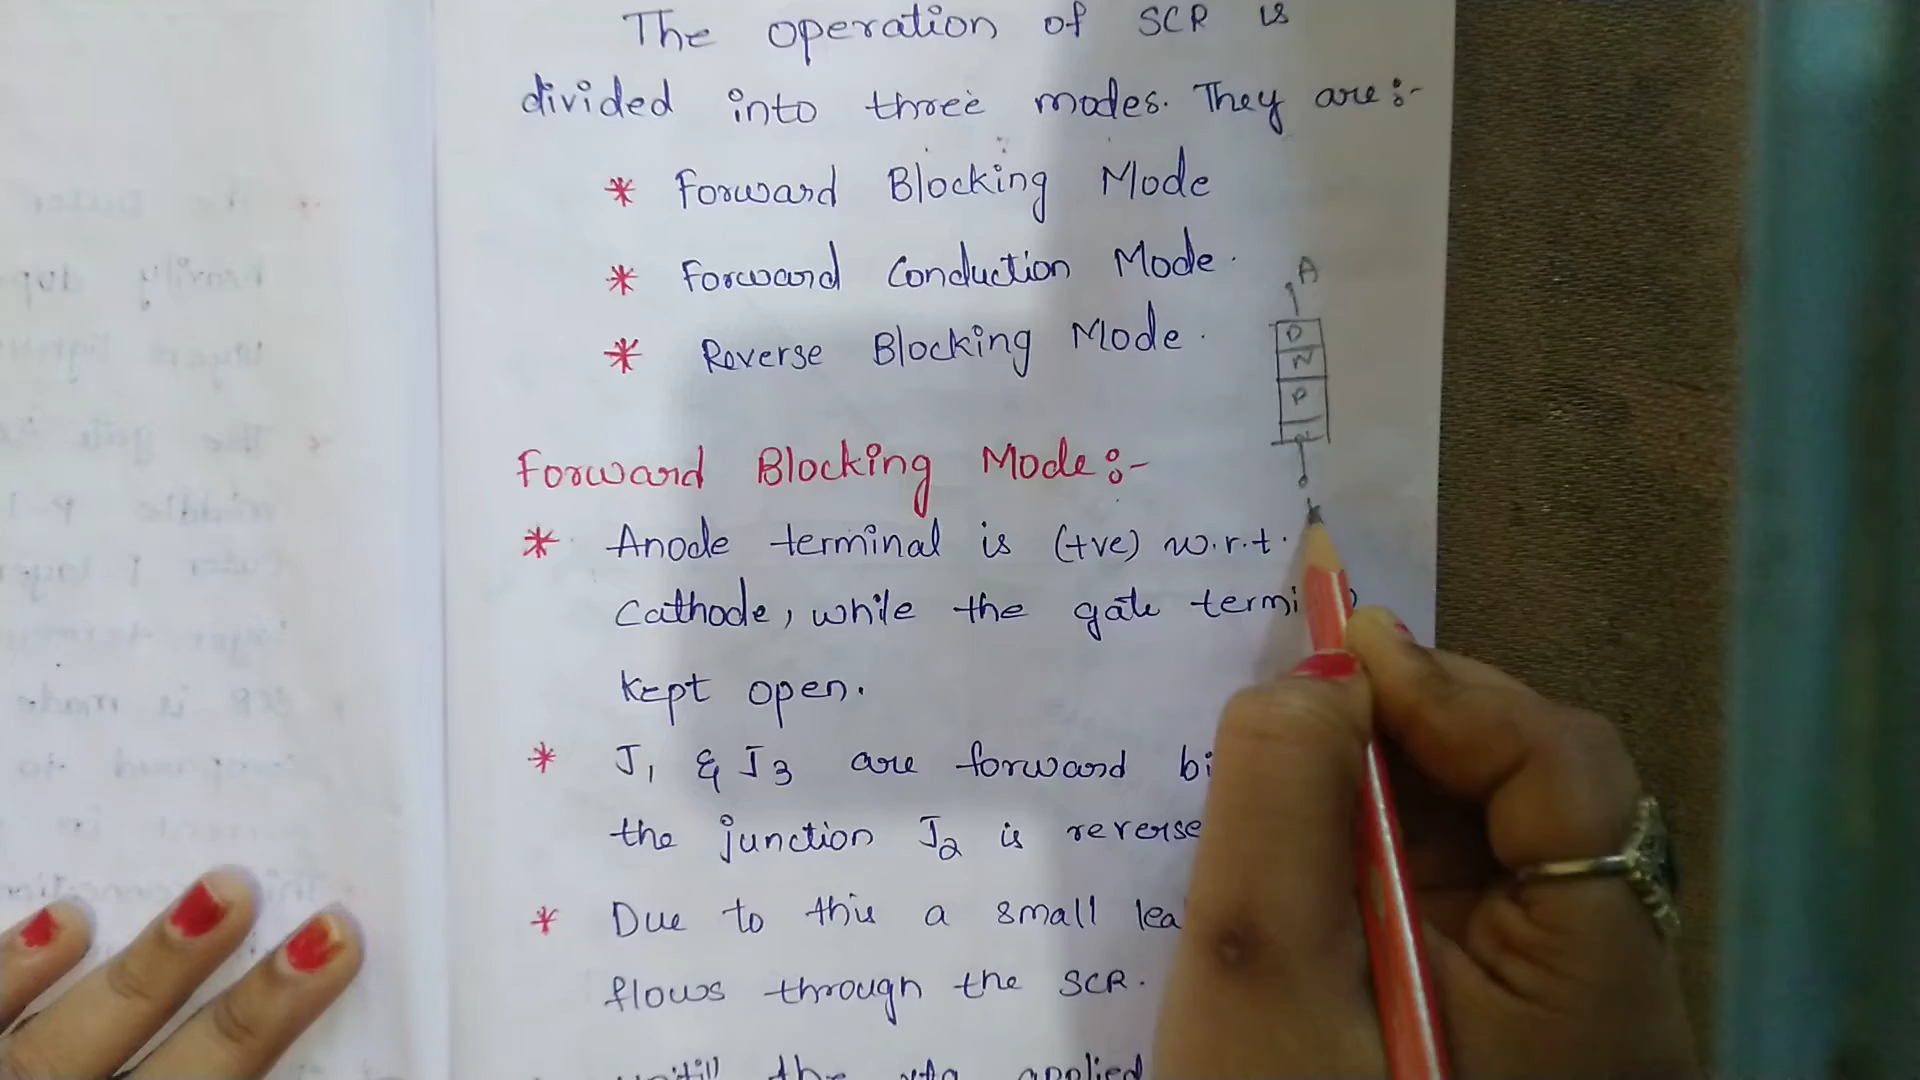 The operation of SCR is
divided into three modes. They are:-
* Forward Blocking Mode
* Forward Conduction Mode.
* Reverse Blocking Mode.
A
P
N
P
Forward Blocking Mode:-
* Anode terminal is (+ve) w.r.t.
Cathode, while the gate termi
kept open.
* J1 & J3 are forward bi
the junction J2 is reverse
* Due to this a small lea
flows through the SCR.
the applied